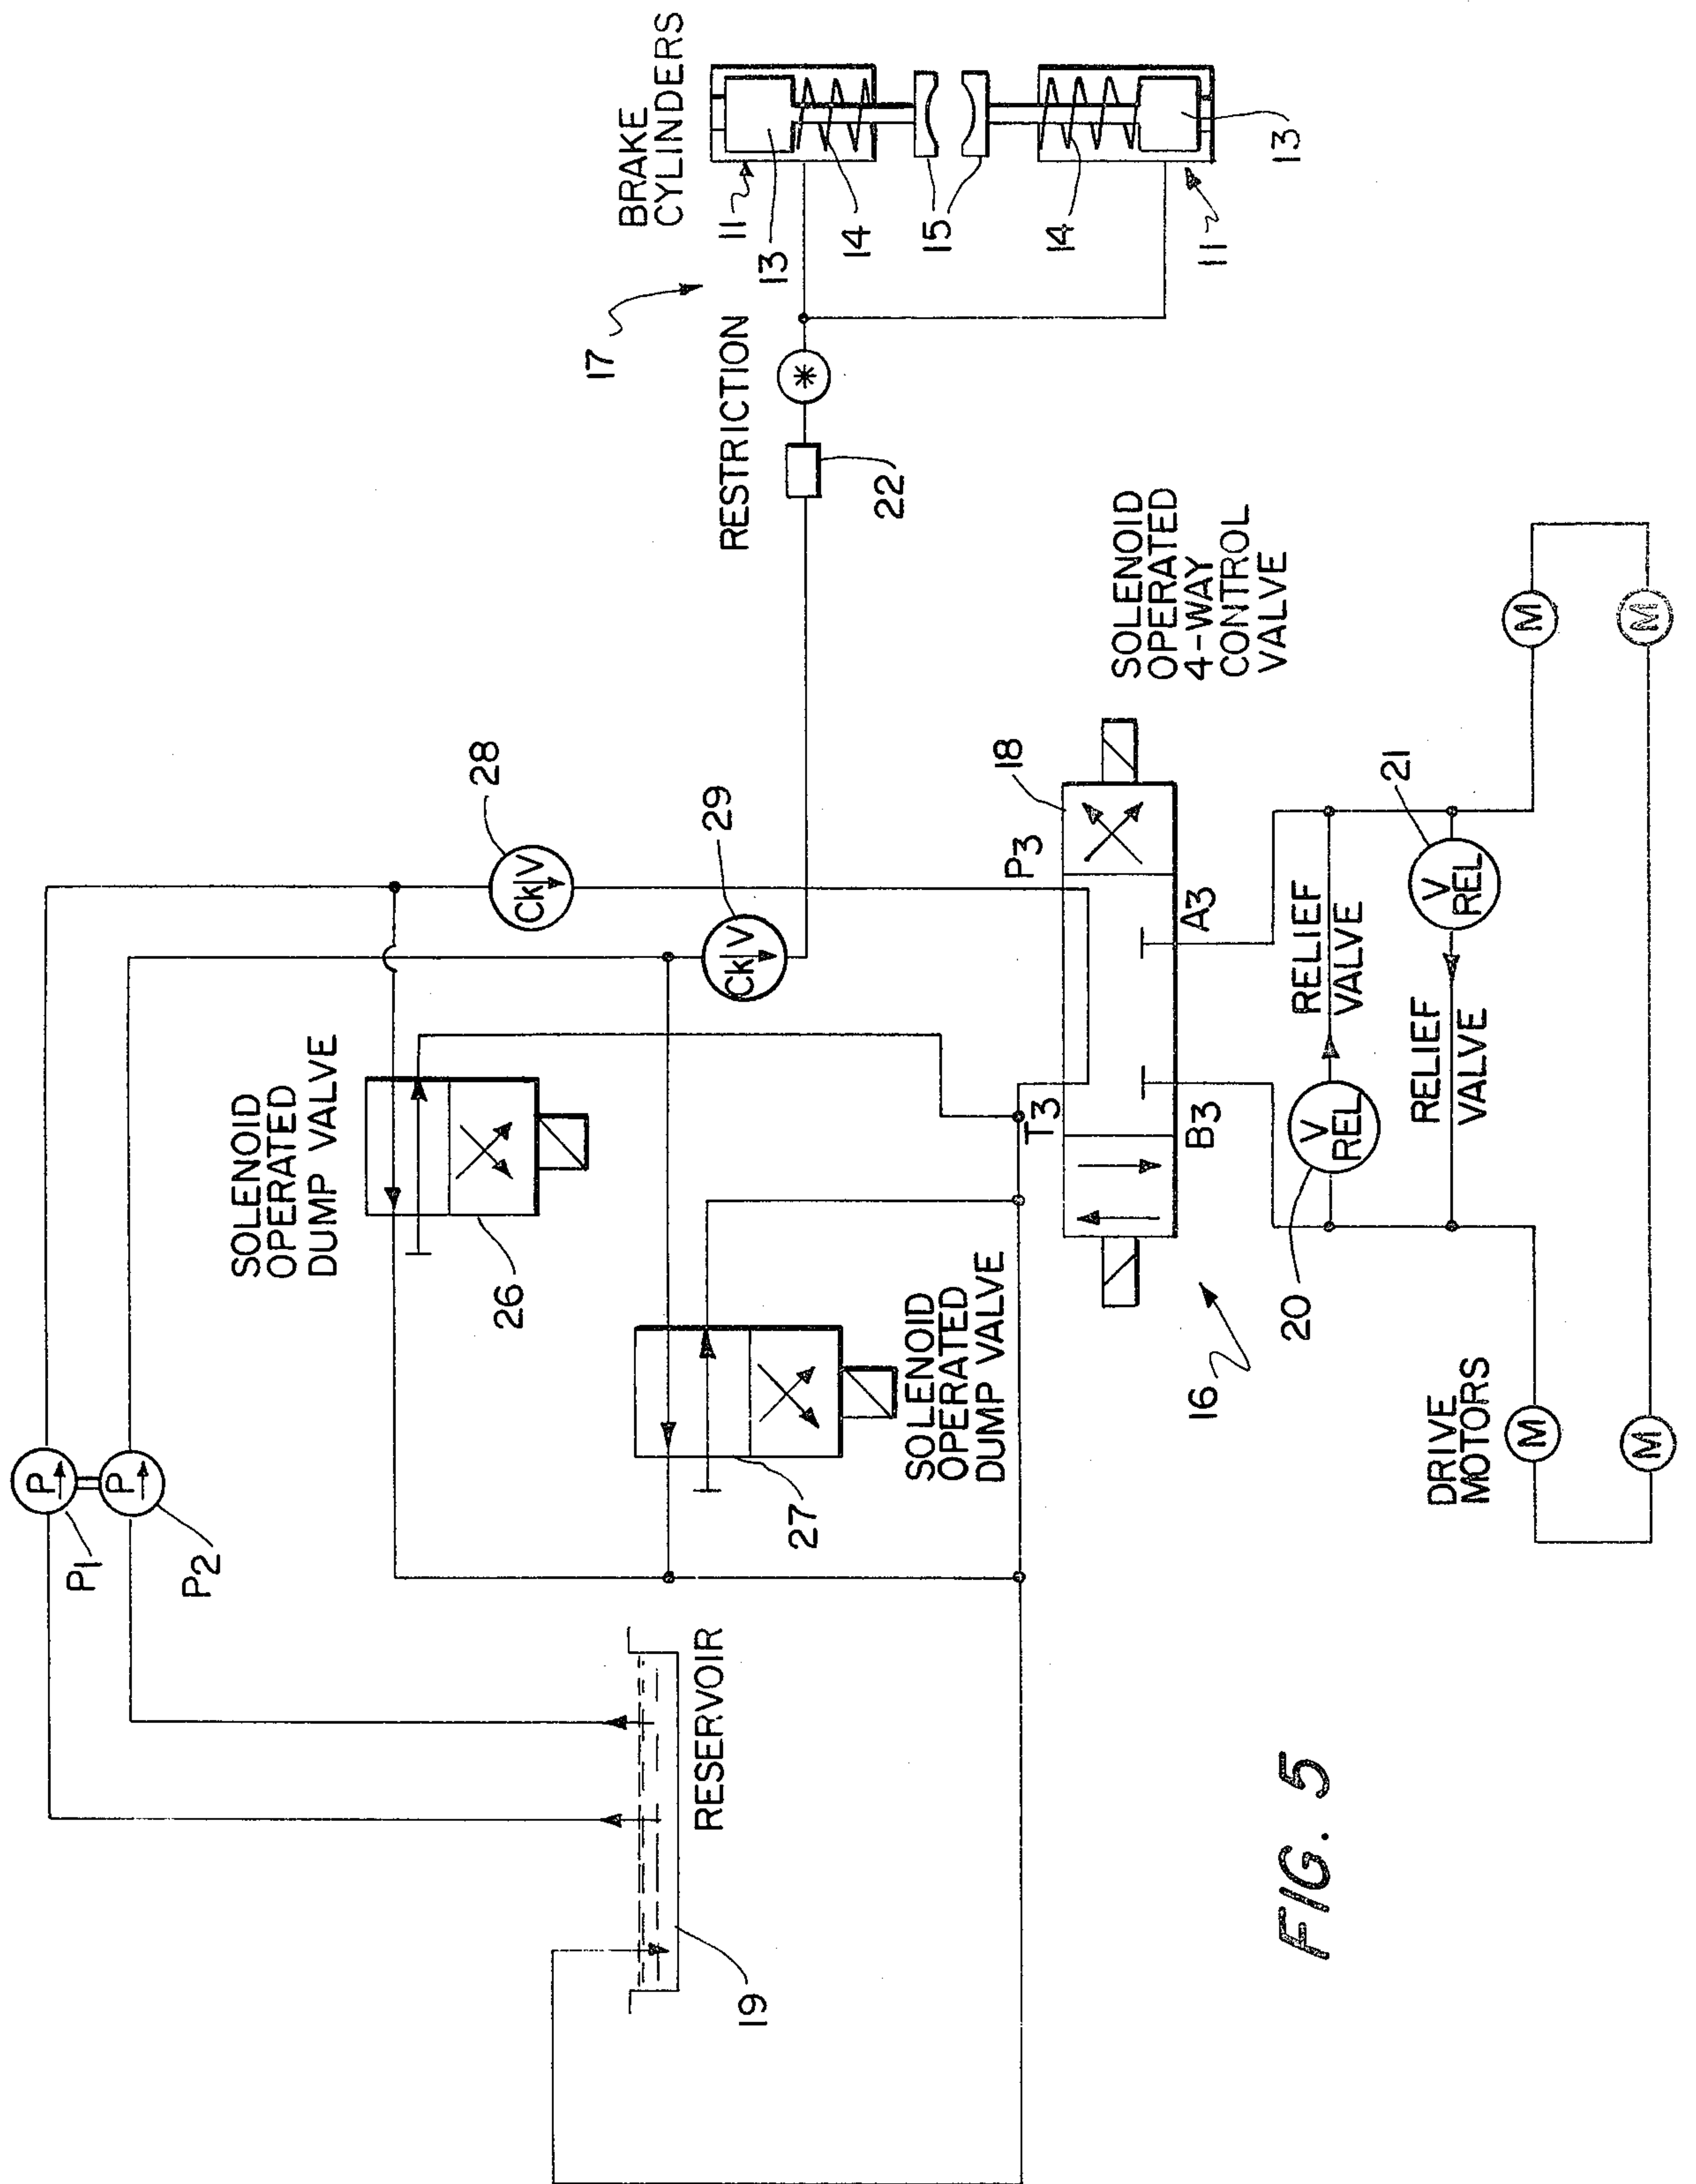 BRAKE
CYLINDERS
11
13
14
15
14
11
13
17
RESTRICTION
*
22
SOLENOID
OPERATED
4-WAY
CONTROL
VALVE
28
CK V
29
CK V
18
P3
A3
T3
B3
16
21
V
REL
RELIEF
VALVE
RELIEF
VALVE
V
REL
20
M
M
DRIVE
MOTORS
M
M
SOLENOID
OPERATED
DUMP VALVE
26
SOLENOID
OPERATED
DUMP VALVE
27
P
P
P1
P2
RESERVOIR
19
FIG. 5